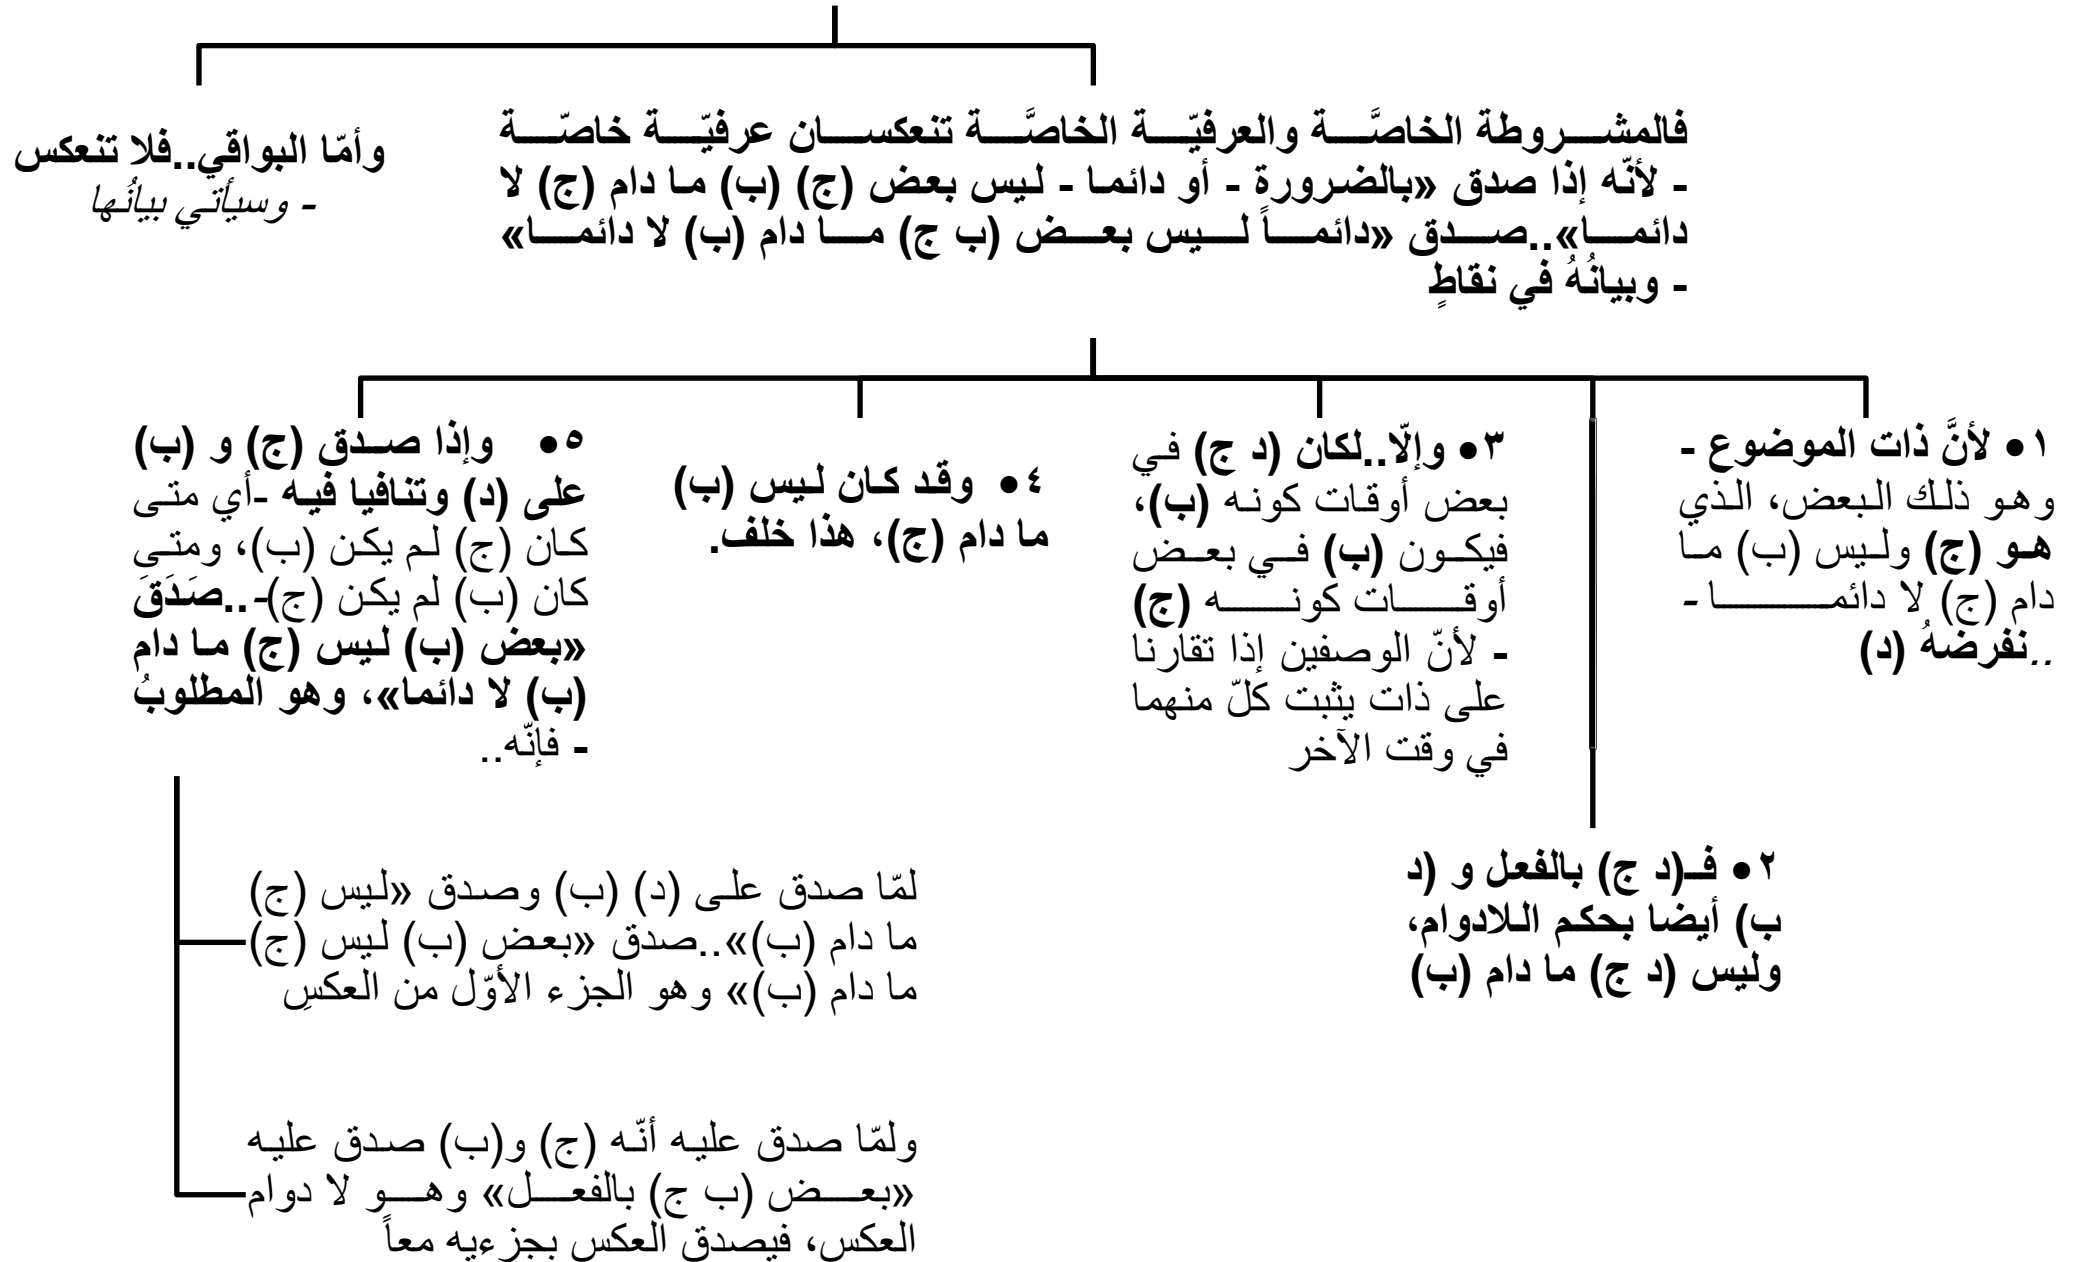 فالمشروطة الخاصَّة والعرفيّة الخاصَّة تنعكسان عرفيّة خاصّة
- لأنّه إذا صدق «بالضرورة - أو دائما - ليس بعض (ج) (ب) ما دام (ج) لا
دائما»..صدق «دائماً ليس بعض (ب ج) ما دام (ب) لا دائما»
- وبيانُهُ في نقاطٍ
وأمّا البواقي..فلا تنعكس
- وسيأتي بيانُها
١ • لأنَّ ذات الموضوع -
وهو ذلك البعض، الذي
هو (ج) وليس (ب) ما
دام (ج) لا دائما -
..نفرضهُ (د)
٢ • فـ(د ج) بالفعل و (د
ب) أيضا بحكم اللادوام،
وليس (د ج) ما دام (ب)
٣ • وإلّا..لكان (د ج) في
بعض أوقات كونه (ب)،
فيكون (ب) في بعض
أوقات كونه (ج)
- لأنّ الوصفين إذا تقارنا
على ذات يثبت كلّ منهما
في وقت الآخر
٤ • وقد كان ليس (ب)
ما دام (ج)، هذا خلف.
٥ • وإذا صدق (ج) و (ب)
على (د) وتنافيا فيه -أي متى
كان (ج) لم يكن (ب)، ومتى
كان (ب) لم يكن (ج)-..صَدَقَ
«بعض (ب) ليس (ج) ما دام
(ب) لا دائما»، وهو المطلوبُ
- فإنّه..
لمّا صدق على (د) (ب) وصدق «ليس (ج)
ما دام (ب)»..صدق «بعض (ب) ليس (ج)
ما دام (ب)» وهو الجزء الأوّل من العكسِ
ولمّا صدق عليه أنّه (ج) و(ب) صدق عليه
«بعض (ب ج) بالفعل» وهو لا دوام
العكس، فيصدق العكس بجزءيه معاً